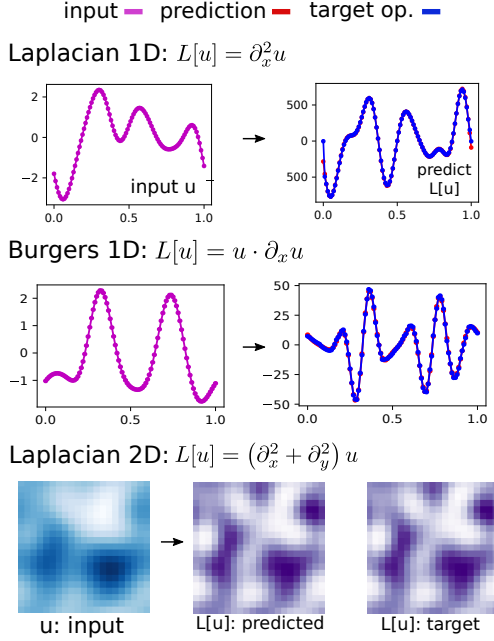 input prediction target op.
Laplacian 1D: L[u] = ∂²ₓu
2
0
−2
input u
0.0 0.5 1.0
500
0
500
predict
L[u]
0.0 0.5 1.0
Burgers 1D: L[u] = u · ∂ₓu
2
1
0
−1
0.0 0.5 1.0
50
25
0
−25
−50
0.0 0.5 1.0
Laplacian 2D: L[u] = (∂²ₓ + ∂²ᵧ) u
u: input
L[u]: predicted
L[u]: target